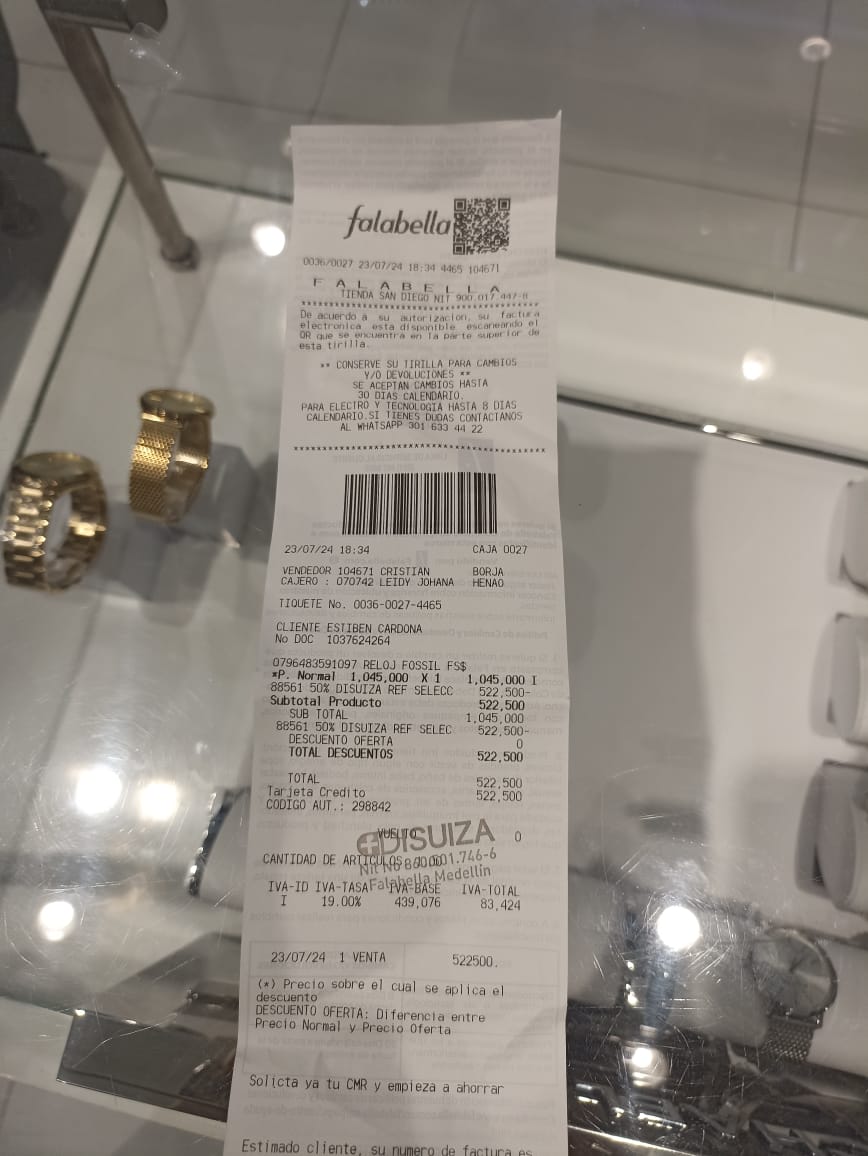 falabella
0036/0027 23/07/24 18:34 4465 104671
F A L A B E L L A
TIENDA SAN DIEGO NIT 900.017.447-8
****************************************
De acuerdo a su autorizacion, su factura
electronica esta disponible escaneando el
QR que se encuentra en la parte superior de
esta tirilla.
** CONSERVE SU TIRILLA PARA CAMBIOS
Y/O DEVOLUCIONES **
SE ACEPTAN CAMBIOS HASTA
30 DIAS CALENDARIO.
PARA ELECTRO Y TECNOLOGIA HASTA 8 DIAS
CALENDARIO.SI TIENES DUDAS CONTACTANOS
AL WHATSAPP 301 633 44 22
****************************************
23/07/24 18:34 CAJA 0027
VENDEDOR 104671 CRISTIAN BORJA
CAJERO : 070742 LEIDY JOHANA HENAO
TIQUETE No. 0036-0027-4465
CLIENTE ESTIBEN CARDONA
No DOC 1037624264
0796483591097 RELOJ FOSSIL FS$
*P. Normal 1,045,000 X 1 1,045,000 I
88561 50% DISUIZA REF SELECC 522,500-
Subtotal Producto 522,500
SUB TOTAL 1,045,000
88561 50% DISUIZA REF SELEC 522,500-
DESCUENTO OFERTA 0
TOTAL DESCUENTOS 522,500
TOTAL 522,500
Tarjeta Credito 522,500
CODIGO AUT.: 298842
VUELTO 0
DISUIZA
CANTIDAD DE ARTICULOS
Nit No 860.001.746-6
Falabella Medellin
IVA-ID IVA-TASA IVA-BASE IVA-TOTAL
I 19.00% 439,076 83,424
23/07/24 1 VENTA 522500.
(*) Precio sobre el cual se aplica el
descuento
DESCUENTO OFERTA: Diferencia entre
Precio Normal y Precio Oferta
Solicta ya tu CMR y empieza a ahorrar
Estimado cliente, su numero de factura es